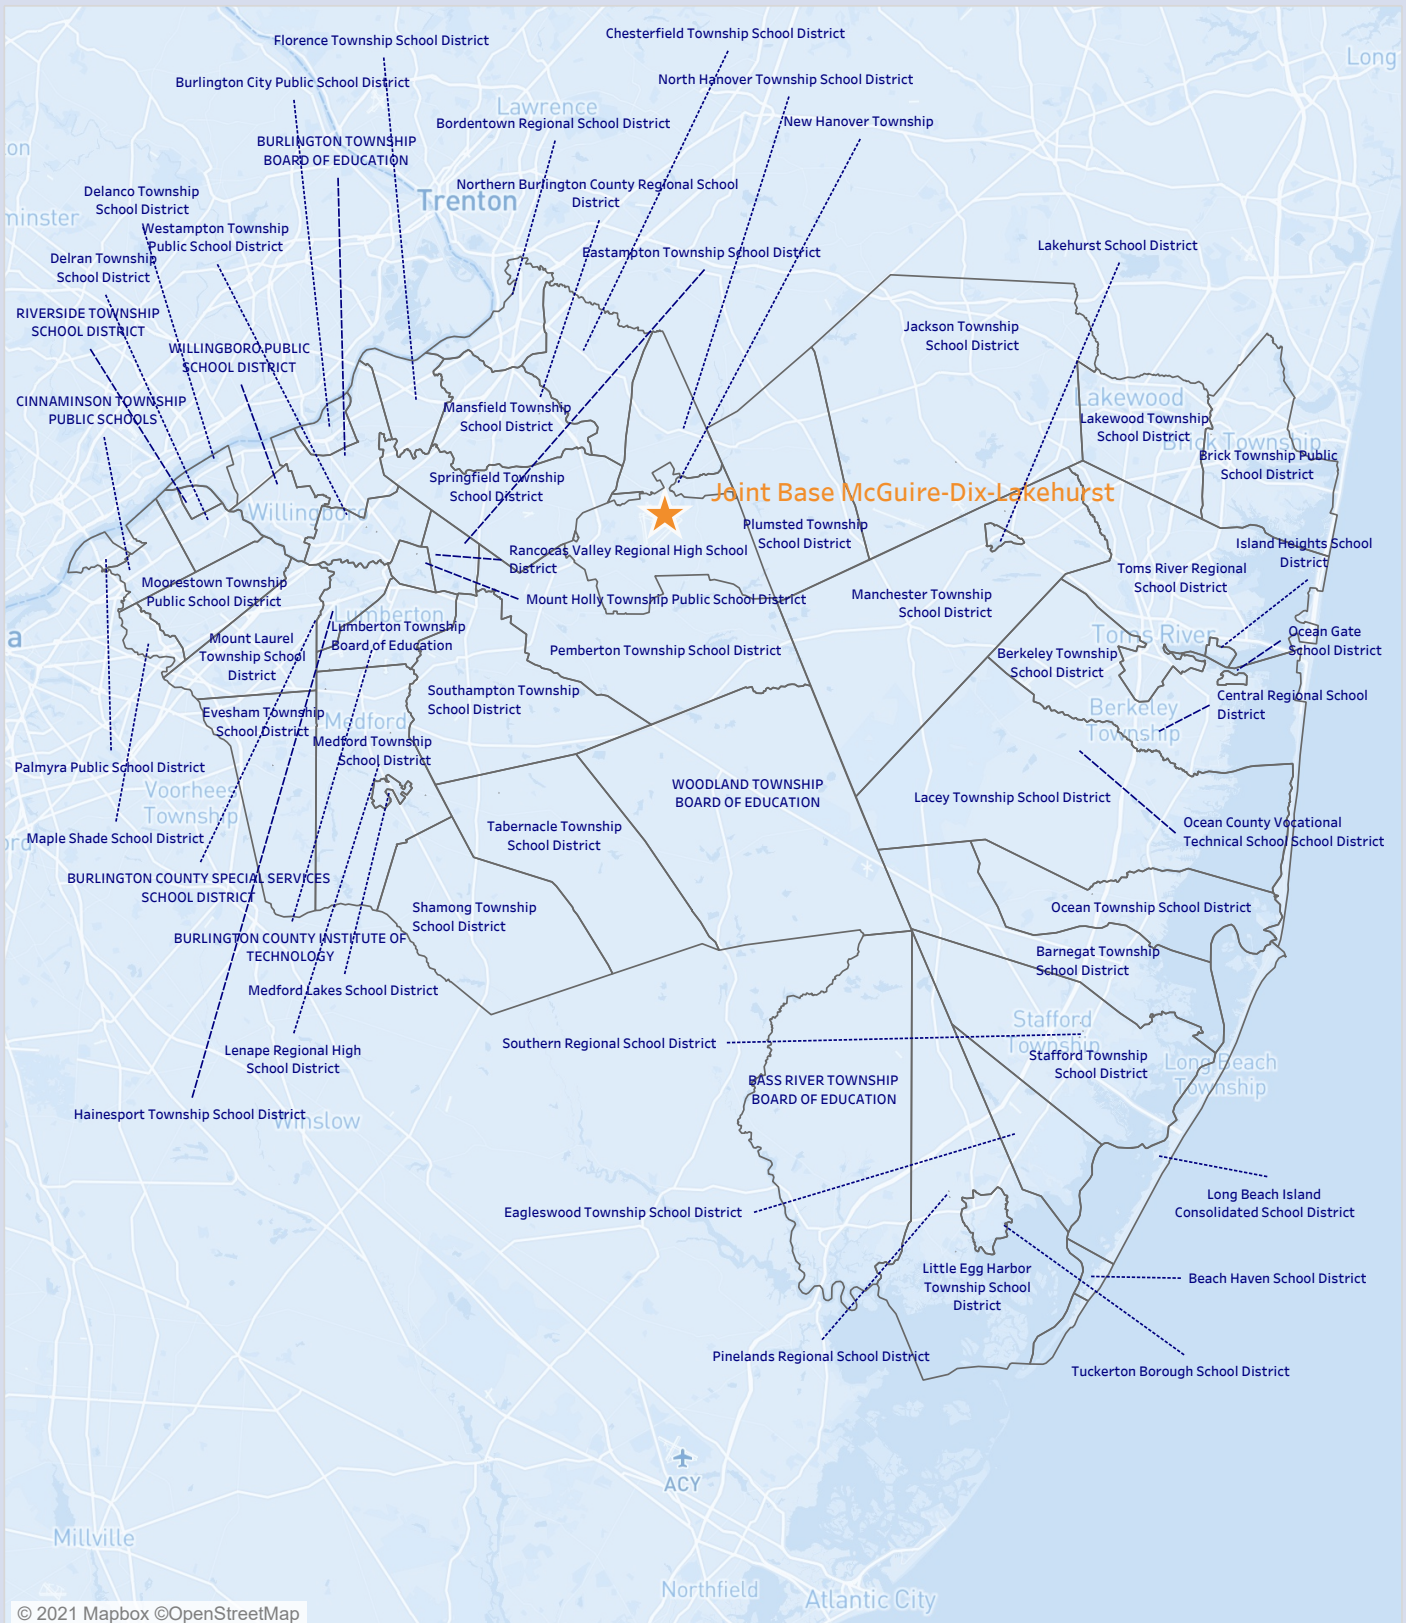 Florence Township School District
Chesterfield Township School District
Long
Burlington City Public School District
North Hanover Township School District
Lawrence
Bordentown Regional School District
New Hanover Township
BURLINGTON TOWNSHIP
BOARD OF EDUCATION
on
Delanco Township
School District
Northern Burlington County Regional School
District
Trenton
minster
Westampton Township
Public School District
Eastampton Township School District
Lakehurst School District
Delran Township
School District
RIVERSIDE TOWNSHIP
SCHOOL DISTRICT
Jackson Township
School District
WILLINGBORO PUBLIC
SCHOOL DISTRICT
CINNAMINSON TOWNSHIP
PUBLIC SCHOOLS
Mansfield Township
School District
Lakewood
Lakewood Township
School District
Brick Township
Brick Township Public
School District
Springfield Township
School District
Joint Base McGuire-Dix-Lakehurst
Willingboro
Plumsted Township
School District
Rancocas Valley Regional High School
District
Island Heights School
District
Moorestown Township
Public School District
Toms River Regional
School District
Mount Holly Township Public School District
Manchester Township
School District
Lumberton
Lumberton Township
Board of Education
a
Mount Laurel
Township School
District
Toms River
Ocean Gate
School District
Pemberton Township School District
Berkeley Township
School District
Southampton Township
School District
Central Regional School
District
Berkeley
Township
Evesham Township
School District
Medford
Medford Township
School District
Palmyra Public School District
WOODLAND TOWNSHIP
BOARD OF EDUCATION
Voorhees
Township
Lacey Township School District
Tabernacle Township
School District
Ocean County Vocational
Technical School School District
ord
Maple Shade School District
BURLINGTON COUNTY SPECIAL SERVICES
SCHOOL DISTRICT
Shamong Township
School District
Ocean Township School District
BURLINGTON COUNTY INSTITUTE OF
TECHNOLOGY
Barnegat Township
School District
Medford Lakes School District
Stafford
Township
Southern Regional School District
Lenape Regional High
School District
Stafford Township
School District
Long Beach
Township
BASS RIVER TOWNSHIP
BOARD OF EDUCATION
Hainesport Township School District
Winslow
Long Beach Island
Consolidated School District
Eagleswood Township School District
Little Egg Harbor
Township School
District
Beach Haven School District
Pinelands Regional School District
Tuckerton Borough School District
ACY
Millville
Northfield
Atlantic City
© 2021 Mapbox ©OpenStreetMap